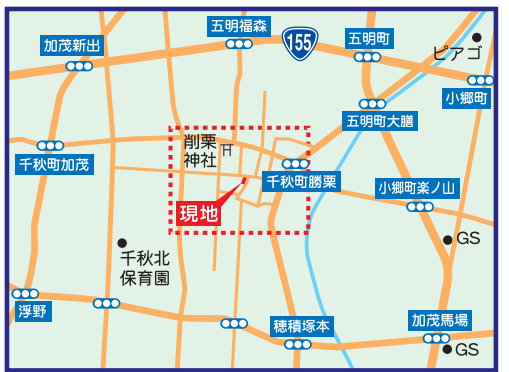 五明福森
155
五明町
加茂新出
ピアゴ
小郷町
五明町大膳
削栗
神社
千秋町加茂
千秋町勝栗
小郷町楽ノ山
現地
GS
千秋北
保育園
浮野
穂積塚本
加茂馬場
GS